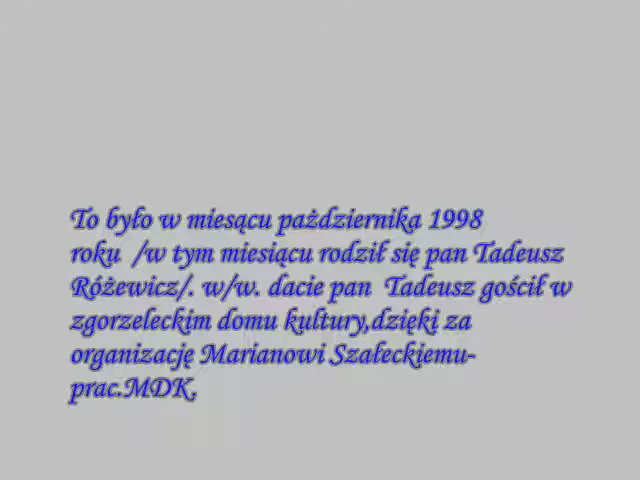 To było w miesącu pażdziernika 1998
roku /w tym miesiącu rodził się pan Tadeusz
Różewicz/. w/w. dacie pan Tadeusz gościł w
zgorzeleckim domu kultury,dzięki za
organizację Marianowi Szałeckiemu-
prac.MDK,